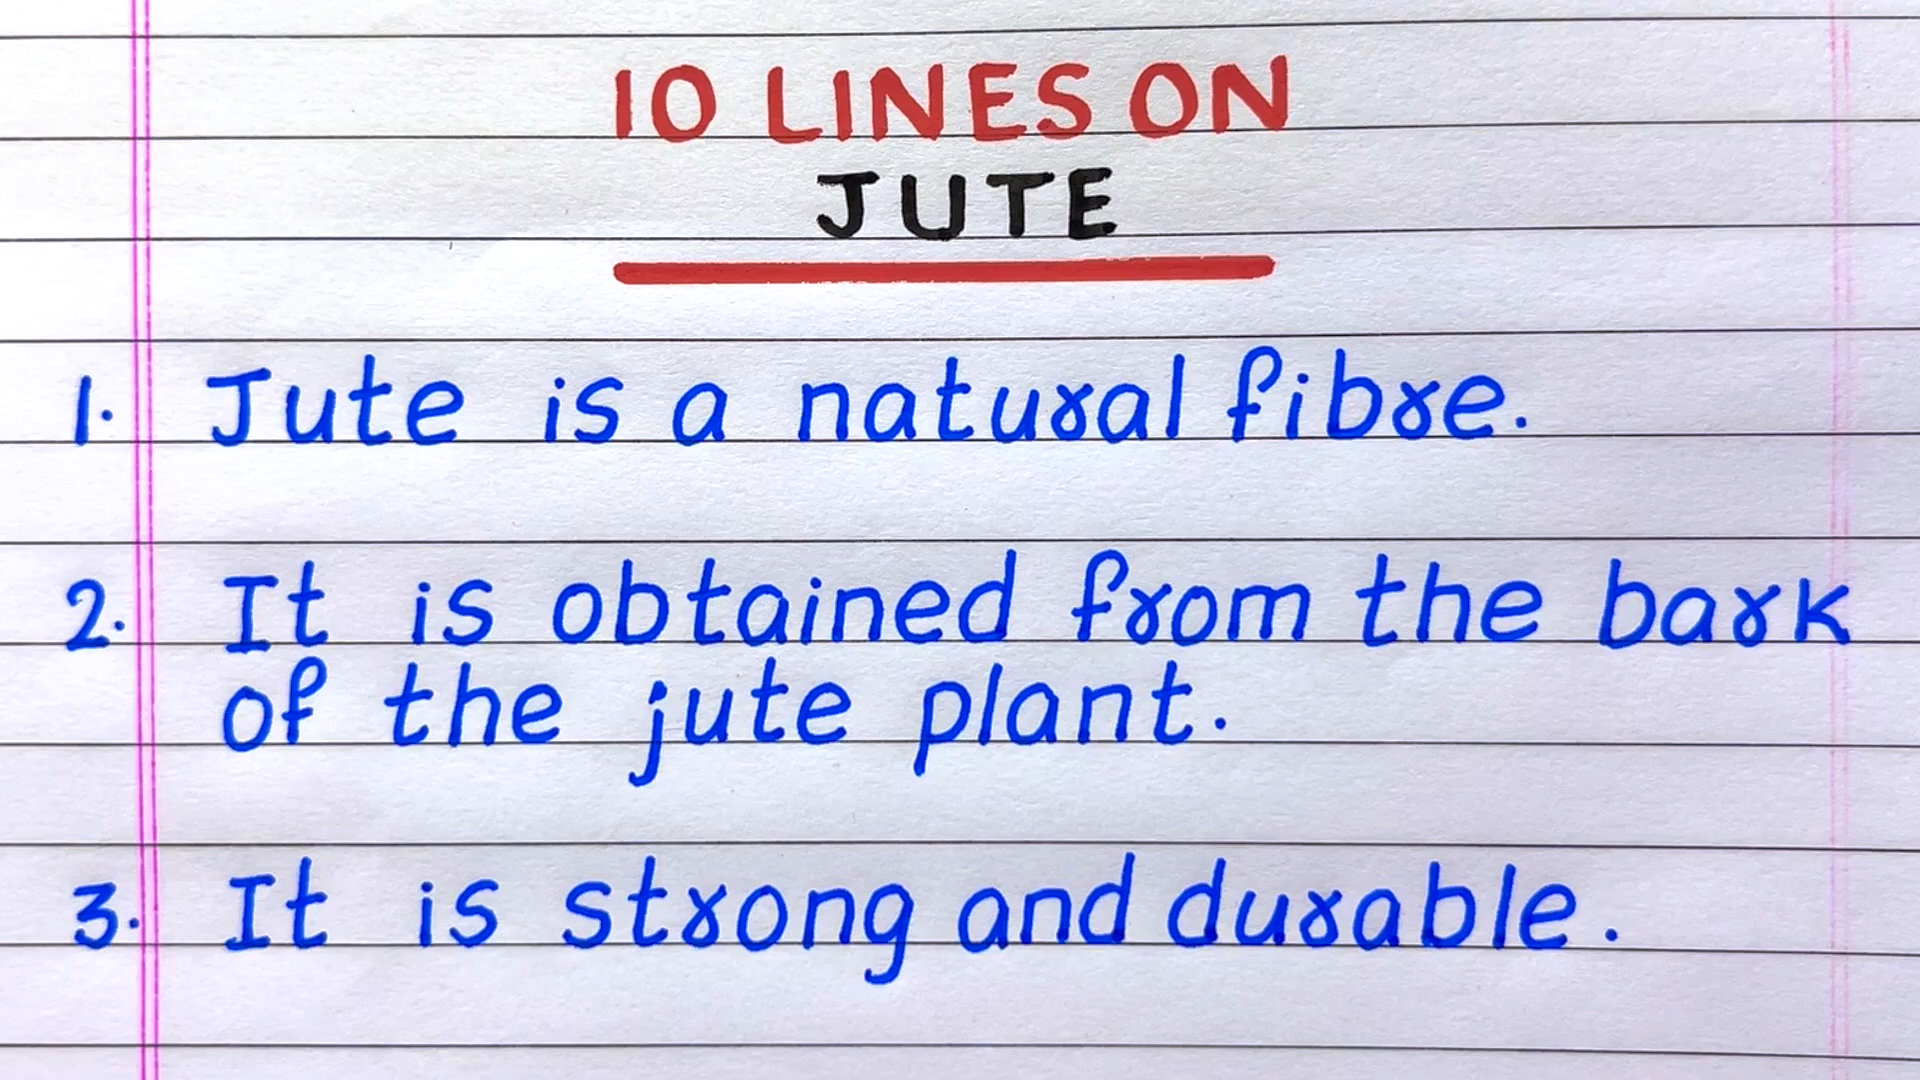 10 LINES ON
JUTE
1. Jute is a natural fibre.
2. It is obtained from the bark
of the jute plant.
3. It is strong and durable.